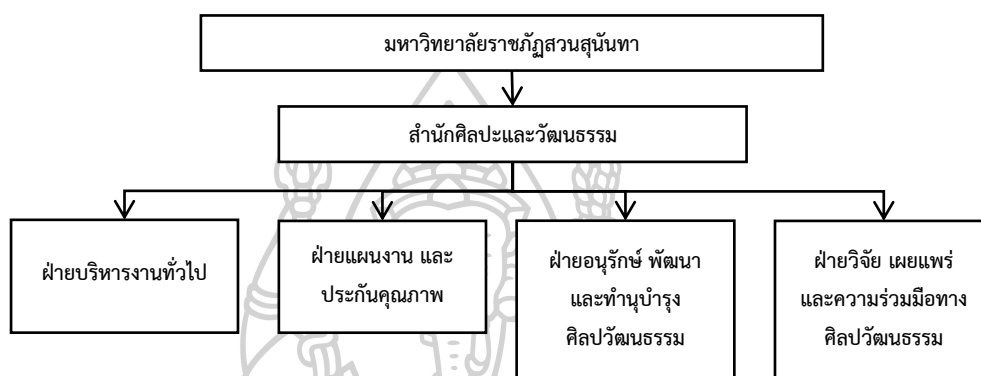 มหาวิทยาลัยราชภัฏสวนสุนันทา
สำนักศิลปะและวัฒนธรรม
ฝ่ายบริหารงานทั่วไป
ฝ่ายแผนงาน และ
ประกันคุณภาพ
ฝ่ายอนุรักษ์ พัฒนา
และทำนุบำรุง
ศิลปวัฒนธรรม
ฝ่ายวิจัย เผยแพร่
และความร่วมมือทาง
ศิลปวัฒนธรรม